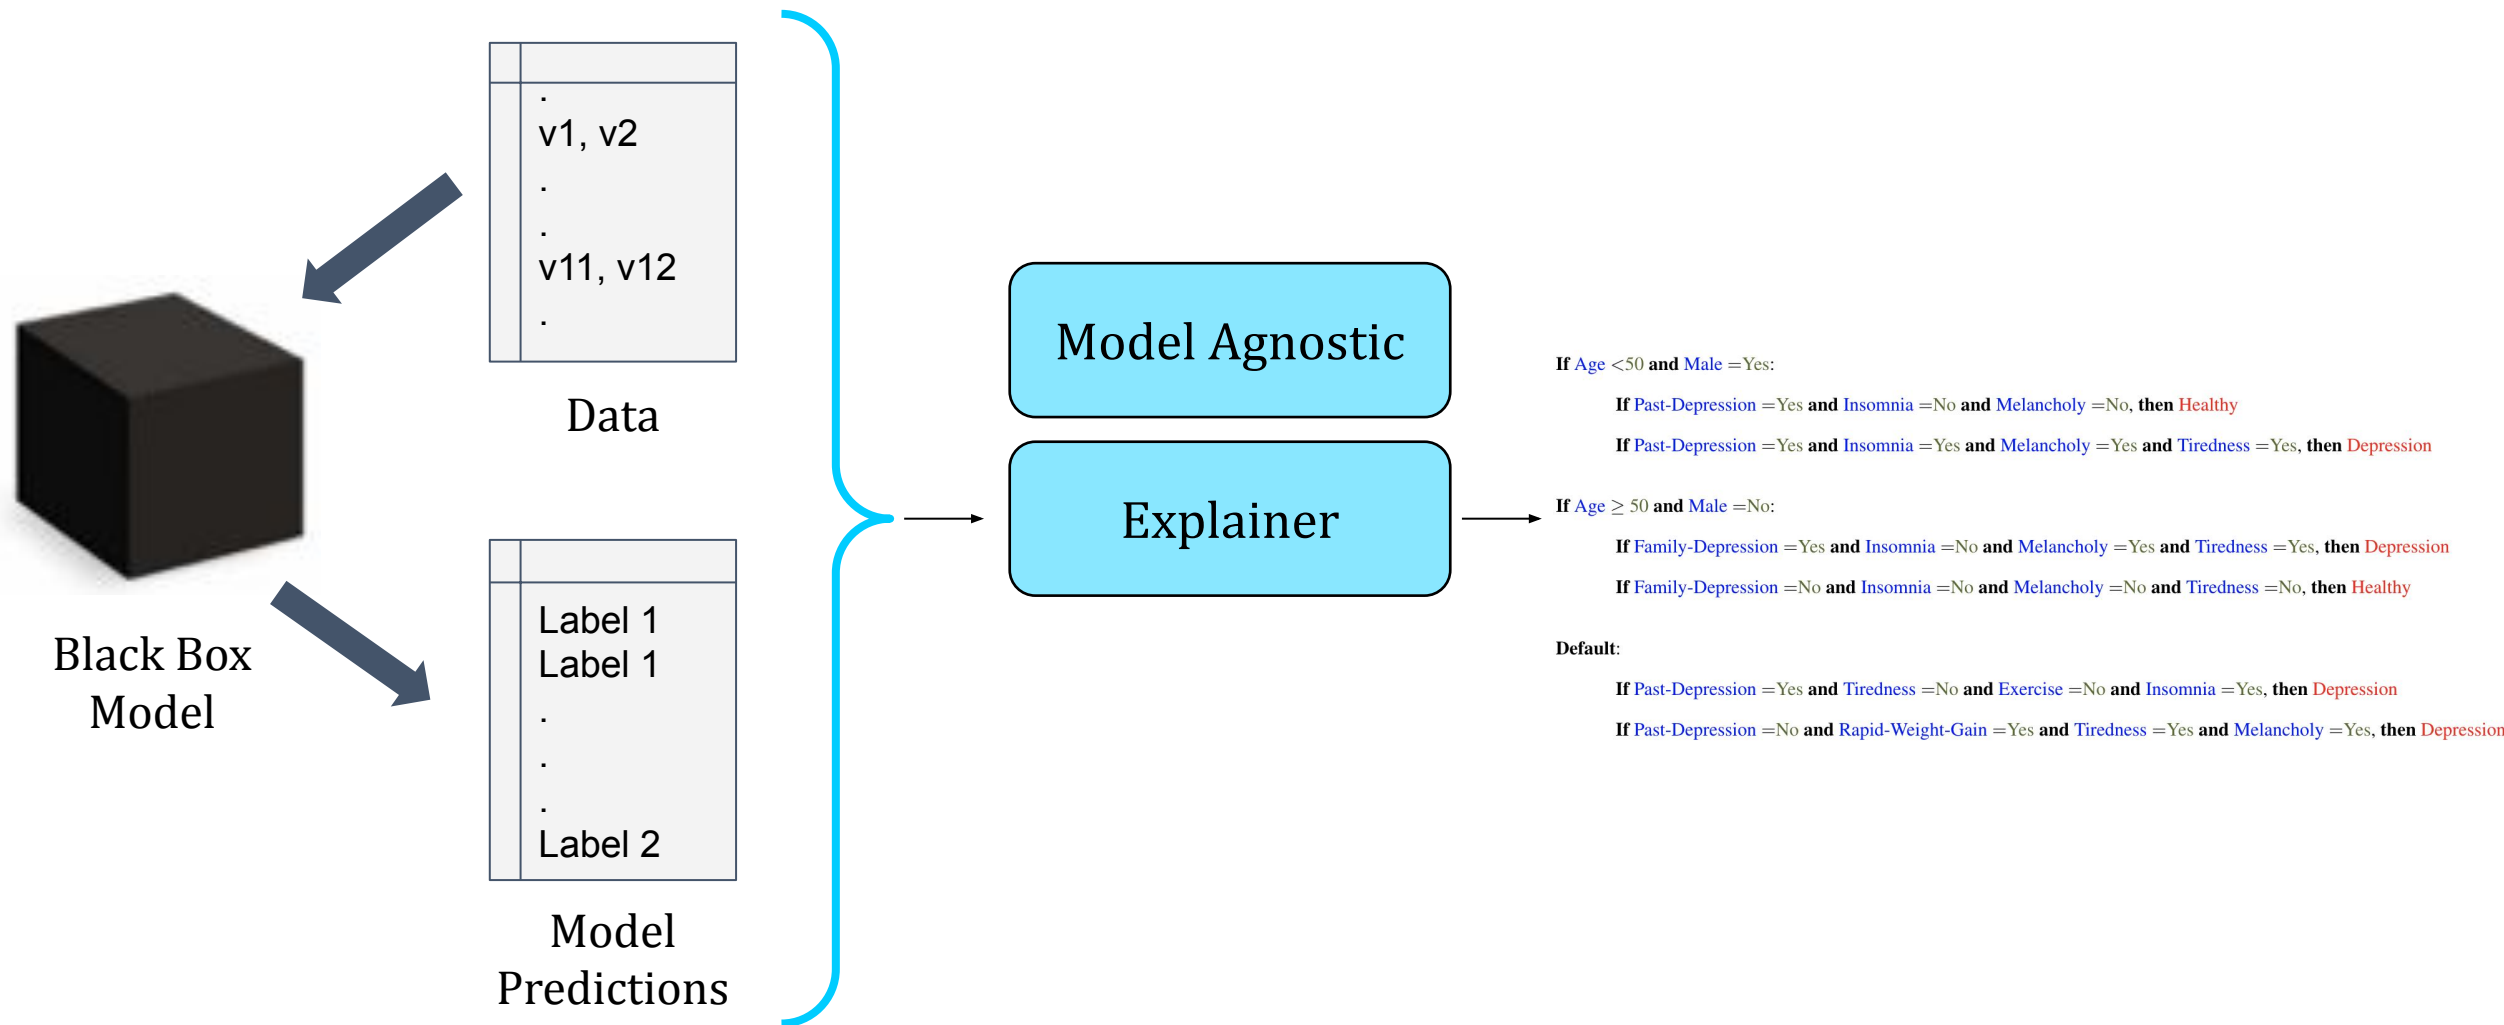 .
v1, v2
.
.
v11, v12
.
Data
Black Box
Model
Label 1
Label 1
.
.
.
Label 2
Model
Predictions
Model Agnostic
Explainer
If Age <50 and Male =Yes:
If Past-Depression =Yes and Insomnia =No and Melancholy =No, then Healthy
If Past-Depression =Yes and Insomnia =Yes and Melancholy =Yes and Tiredness =Yes, then Depression
If Age ≥ 50 and Male =No:
If Family-Depression =Yes and Insomnia =No and Melancholy =Yes and Tiredness =Yes, then Depression
If Family-Depression =No and Insomnia =No and Melancholy =No and Tiredness =No, then Healthy
Default:
If Past-Depression =Yes and Tiredness =No and Exercise =No and Insomnia =Yes, then Depression
If Past-Depression =No and Rapid-Weight-Gain =Yes and Tiredness =Yes and Melancholy =Yes, then Depression